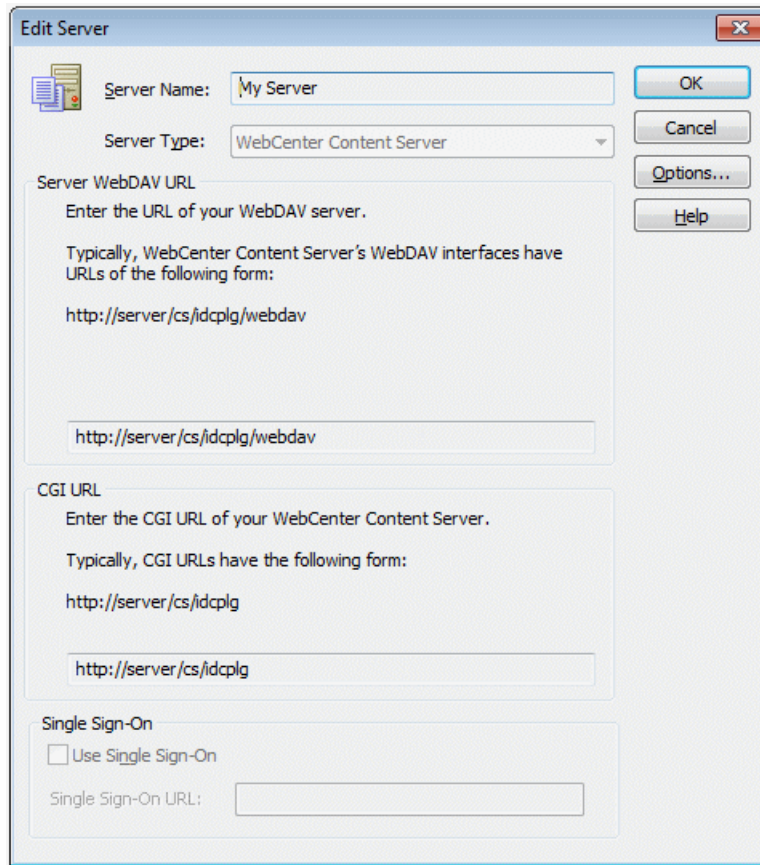 Edit Server
Server Name: My Server
OK
Server Type: WebCenter Content Server
Cancel
Options...
Help
Server WebDAV URL
Enter the URL of your WebDAV server.
Typically, WebCenter Content Server's WebDAV interfaces have
URLs of the following form:
http://server/cs/idcplg/webdav
http://server/cs/idcplg/webdav
CGI URL
Enter the CGI URL of your WebCenter Content Server.
Typically, CGI URLs have the following form:
http://server/cs/idcplg
http://server/cs/idcplg
Single Sign-On
Use Single Sign-On
Single Sign-On URL: